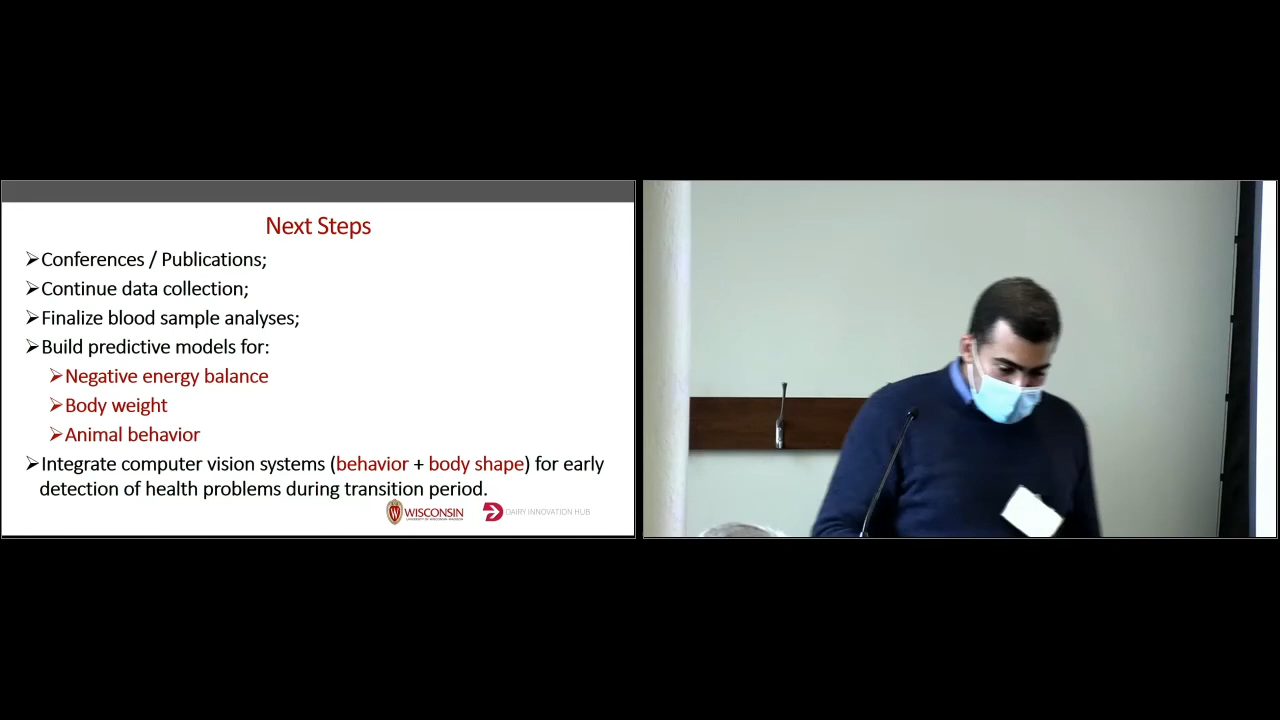 Next Steps
➢Conferences / Publications;
➢Continue data collection;
➢Finalize blood sample analyses;
➢Build predictive models for:
➢Negative energy balance
➢Body weight
➢Animal behavior
➢Integrate computer vision systems (behavior + body shape) for early
detection of health problems during transition period.
WISCONSIN
UNIVERSITY OF WISCONSIN-MADISON
DAIRY INNOVATION HUB